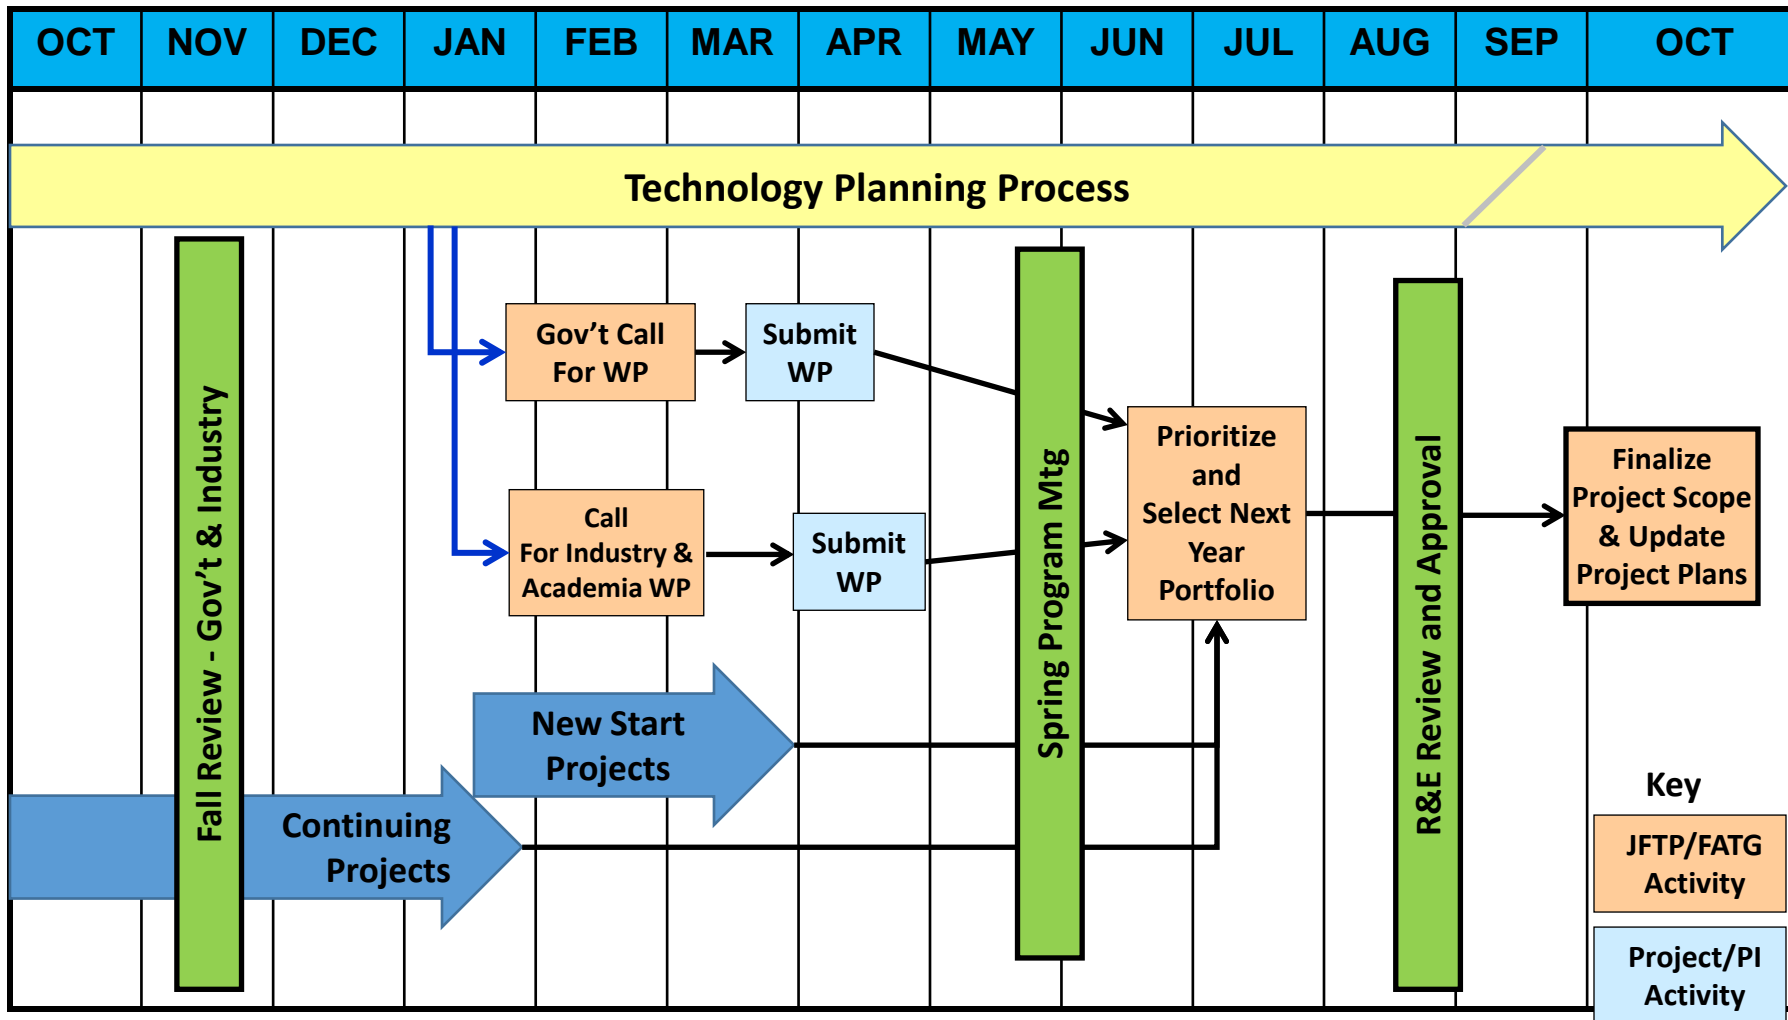 OCT NOV DEC JAN FEB MAR APR MAY JUN JUL AUG SEP OCT
Technology Planning Process
Fall Review - Gov’t & Industry
Gov’t Call
For WP
Submit
WP
Call
For Industry &
Academia WP
Submit
WP
Spring Program Mtg
Prioritize
and
Select Next
Year
Portfolio
R&E Review and Approval
Finalize
Project Scope
& Update
Project Plans
New Start
Projects
Continuing
Projects
Key
JFTP/FATG
Activity
Project/PI
Activity